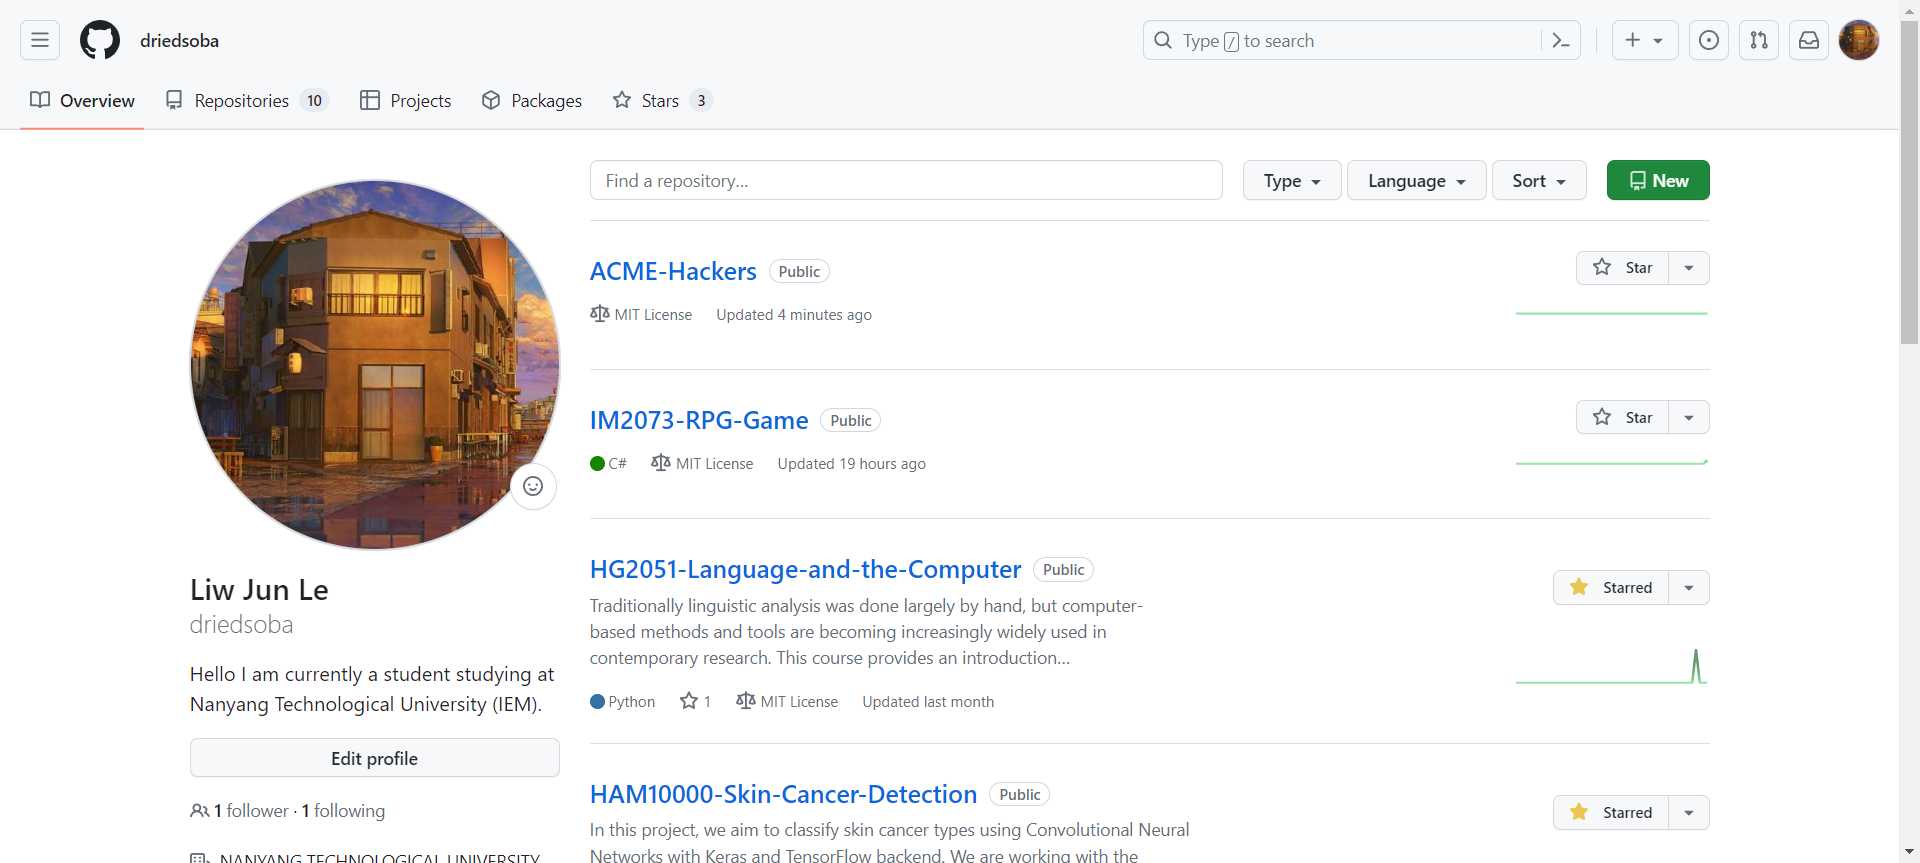 driedsoba
Type / to search
Overview
Repositories 10
Projects
Packages
Stars 3
Find a repository...
Type
Language
Sort
New
ACME-Hackers Public
Star
MIT License Updated 4 minutes ago
IM2073-RPG-Game Public
Star
C# MIT License Updated 19 hours ago
HG2051-Language-and-the-Computer Public
Starred
Traditionally linguistic analysis was done largely by hand, but computer-
based methods and tools are becoming increasingly widely used in
contemporary research. This course provides an introduction...
Python 1 MIT License Updated last month
HAM10000-Skin-Cancer-Detection Public
Starred
In this project, we aim to classify skin cancer types using Convolutional Neural
Networks with Keras and TensorFlow backend. We are working with the
Liw Jun Le
driedsoba
Hello I am currently a student studying at
Nanyang Technological University (IEM).
Edit profile
1 follower · 1 following
NANYANG TECHNOLOGICAL UNIVERSITY